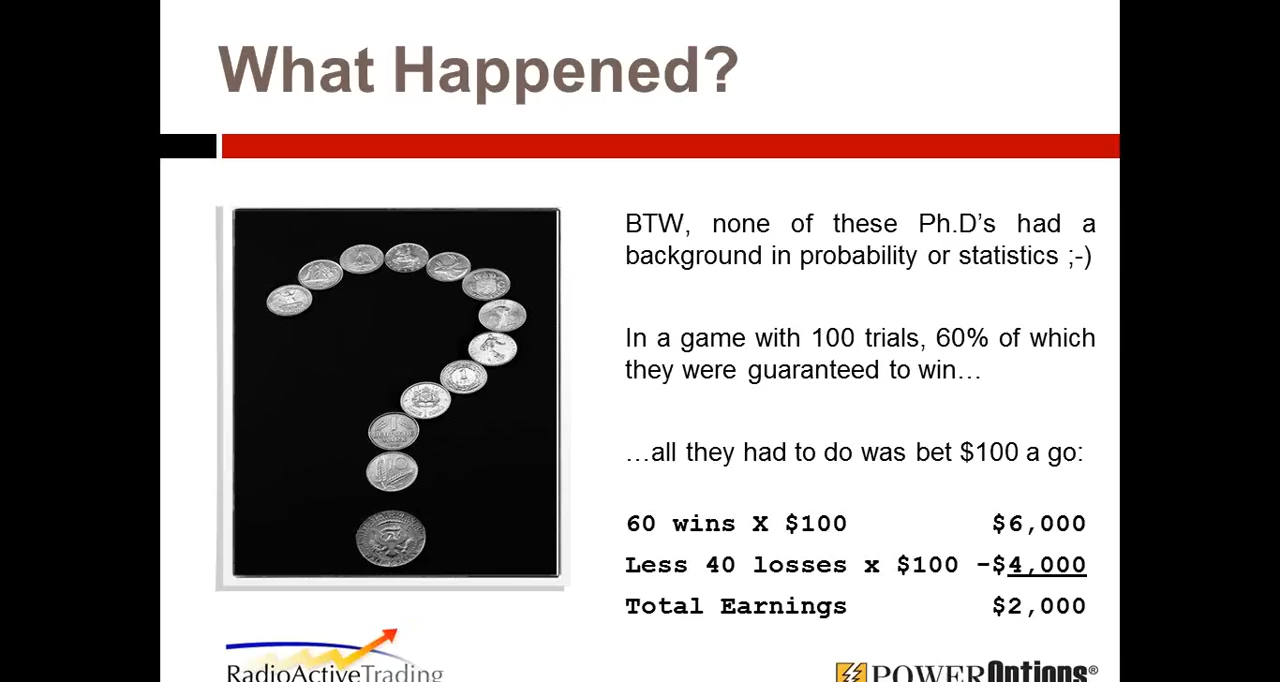 What Happened?
BTW, none of these Ph.D's had a
background in probability or statistics ;-)
In a game with 100 trials, 60% of which
they were guaranteed to win…
…all they had to do was bet $100 a go:
60 wins X $100 $6,000
Less 40 losses x $100 -$4,000
Total Earnings $2,000
RadioActiveTrading
POWEROptions®